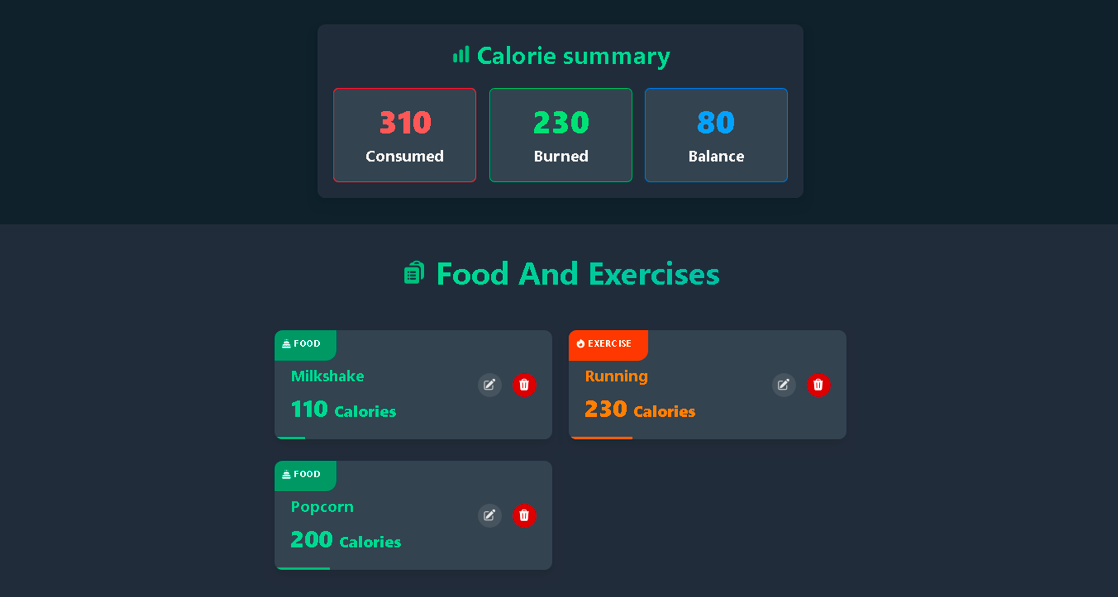 Calorie summary
310
Consumed
230
Burned
80
Balance
Food And Exercises
FOOD
Milkshake
110 Calories
EXERCISE
Running
230 Calories
FOOD
Popcorn
200 Calories